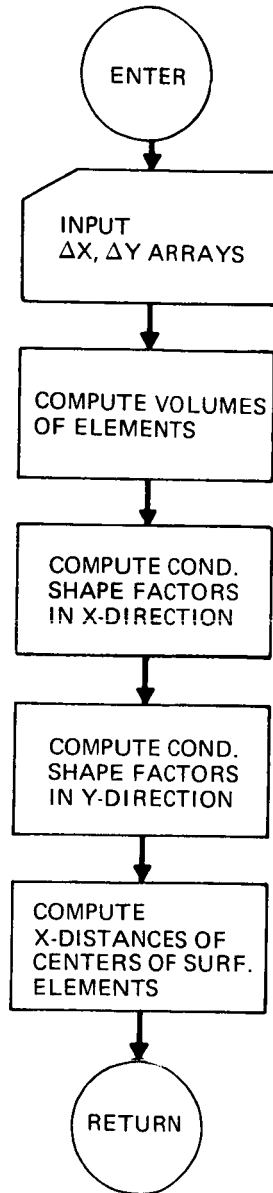 ENTER
INPUT
ΔX, ΔY ARRAYS
COMPUTE VOLUMES
OF ELEMENTS
COMPUTE COND.
SHAPE FACTORS
IN X-DIRECTION
COMPUTE COND.
SHAPE FACTORS
IN Y-DIRECTION
COMPUTE
X-DISTANCES OF
CENTERS OF SURF.
ELEMENTS
RETURN